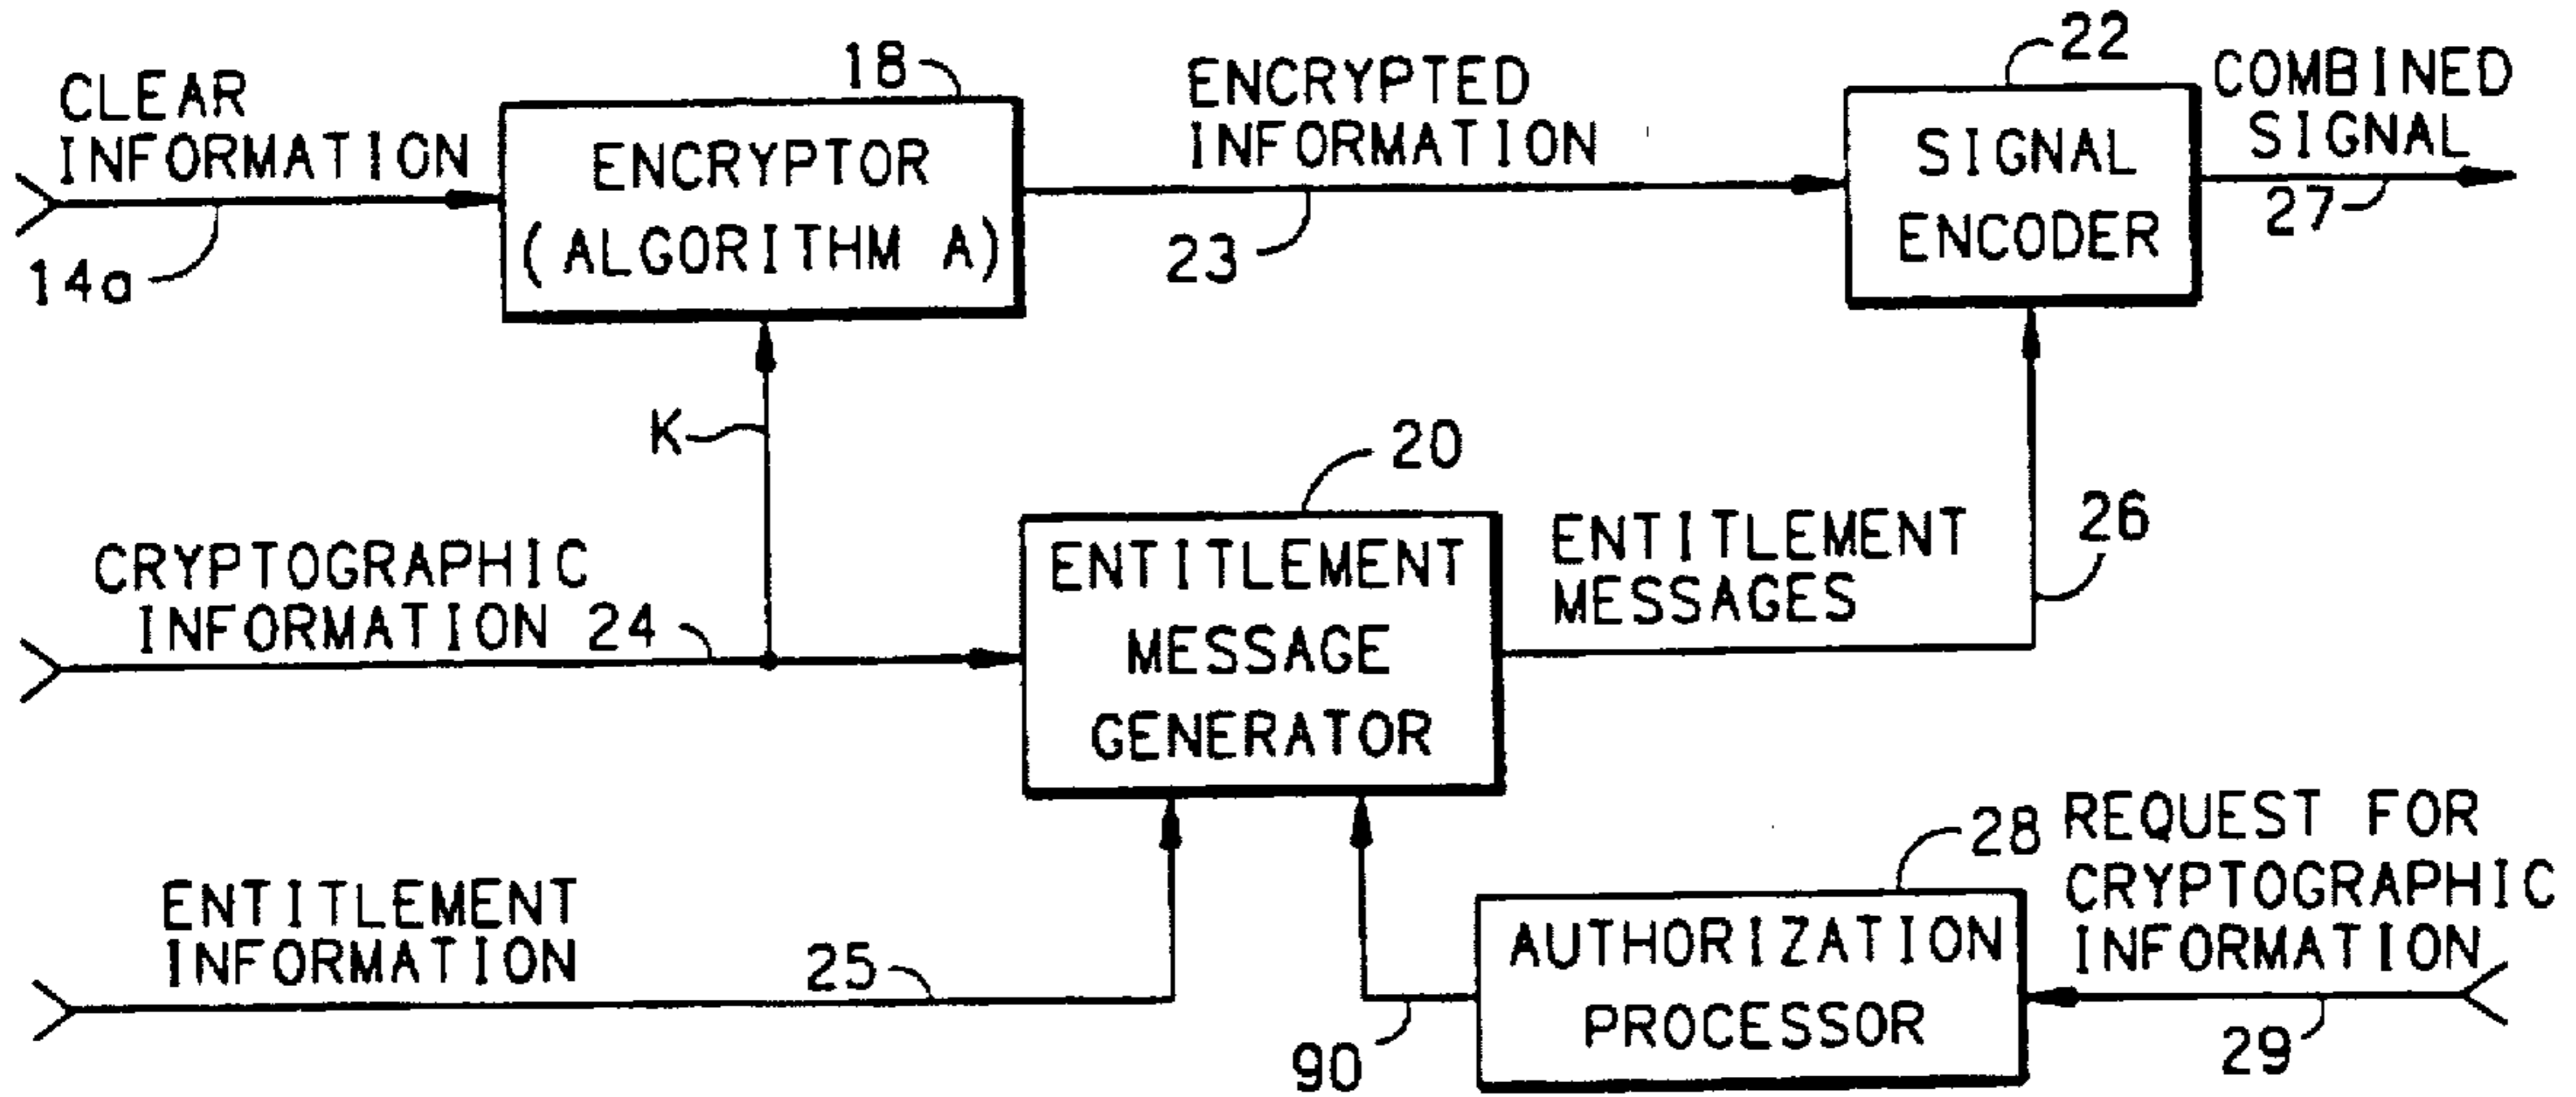 CLEAR
INFORMATION
14a
18
ENCRYPTOR
(ALGORITHM A)
ENCRYPTED
INFORMATION
23
22
SIGNAL
ENCODER
COMBINED
SIGNAL
27
K
CRYPTOGRAPHIC
INFORMATION 24
20
ENTITLEMENT
MESSAGE
GENERATOR
ENTITLEMENT
MESSAGES
26
ENTITLEMENT
INFORMATION
25
90
28
AUTHORIZATION
PROCESSOR
REQUEST FOR
CRYPTOGRAPHIC
INFORMATION
29